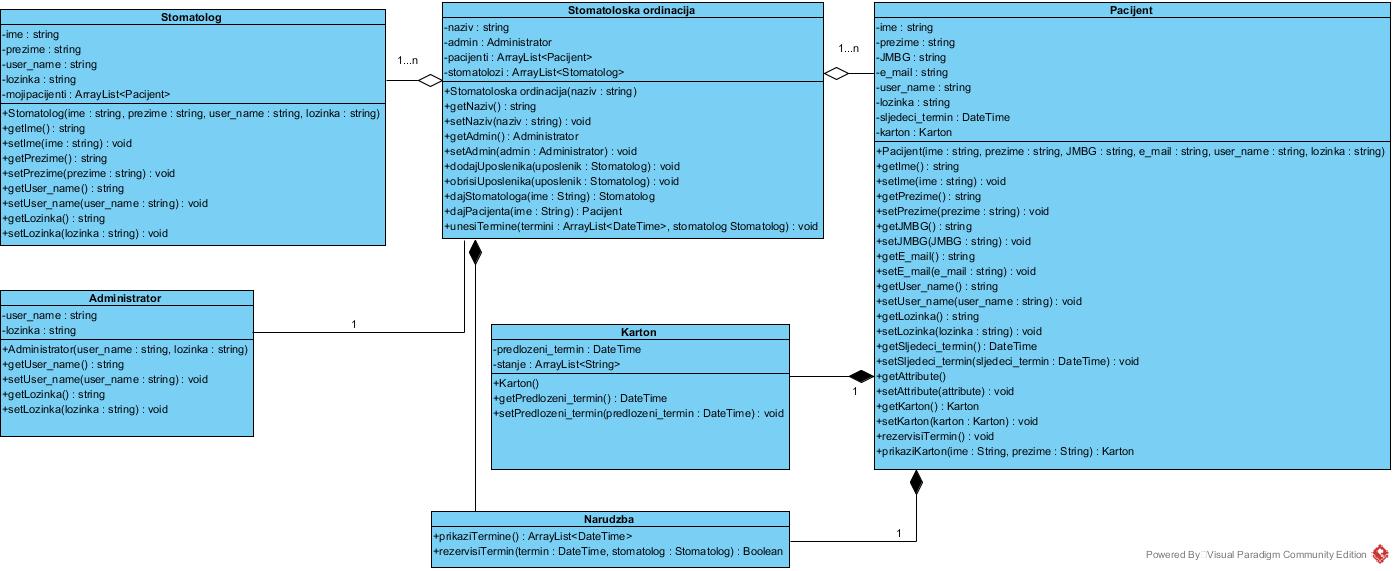 Stomatolog
-ime : string
-prezime : string
-user_name : string
-lozinka : string
-mojipacijenti : ArrayList<Pacijent>
+Stomatolog(ime : string, prezime : string, user_name : string, lozinka : string)
+getIme() : string
+setIme(ime : string) : void
+getPrezime() : string
+setPrezime(prezime : string) : void
+getUser_name() : string
+setUser_name(user_name : string) : void
+getLozinka() : string
+setLozinka(lozinka : string) : void
1...n
Stomatoloska ordinacija
-naziv : string
-admin : Administrator
-pacijenti : ArrayList<Pacijent>
-stomatolozi : ArrayList<Stomatolog>
+Stomatoloska ordinacija(naziv : string)
+getNaziv() : string
+setNaziv(naziv : string) : void
+getAdmin() : Administrator
+setAdmin(admin : Administrator) : void
+dodajUposlenika(uposlenik : Stomatolog) : void
+obrisiUposlenika(uposlenik : Stomatolog) : void
+dajStomatologa(ime : String) : Stomatolog
+dajPacijenta(ime : String) : Pacijent
+unesiTermine(termini : ArrayList<DateTime>, stomatolog Stomatolog) : void
1...n
Pacijent
-ime : string
-prezime : string
-JMBG : string
-e_mail : string
-user_name : string
-lozinka : string
-sljedeci_termin : DateTime
-karton : Karton
+Pacijent(ime : string, prezime : string, JMBG : string, e_mail : string, user_name : string, lozinka : string)
+getIme() : string
+setIme(ime : string) : void
+getPrezime() : string
+setPrezime(prezime : string) : void
+getJMBG() : string
+setJMBG(JMBG : string) : void
+getE_mail() : string
+setE_mail(e_mail : string) : void
+getUser_name() : string
+setUser_name(user_name : string) : void
+getLozinka() : string
+setLozinka(lozinka : string) : void
+getSljedeci_termin() : DateTime
+setSljedeci_termin(sljedeci_termin : DateTime) : void
+getAttribute()
+setAttribute(attribute) : void
+getKarton() : Karton
+setKarton(karton : Karton) : void
+rezervisiTermin() : void
+prikaziKarton(ime : String, prezime : String) : Karton
Administrator
-user_name : string
-lozinka : string
+Administrator(user_name : string, lozinka : string)
+getUser_name() : string
+setUser_name(user_name : string) : void
+getLozinka() : string
+setLozinka(lozinka : string) : void
1
Karton
-predlozeni_termin : DateTime
-stanje : ArrayList<String>
+Karton()
+getPredlozeni_termin() : DateTime
+setPredlozeni_termin(predlozeni_termin : DateTime) : void
1
Narudzba
+prikaziTermine() : ArrayList<DateTime>
+rezervisiTermin(termin : DateTime, stomatolog : Stomatolog) : Boolean
1
Powered By Visual Paradigm Community Edition